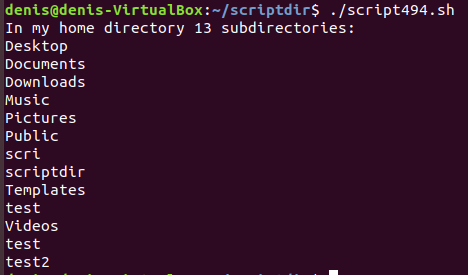 denis@denis-VirtualBox:~/scriptdir$ ./script494.sh
In my home directory 13 subdirectories:
Desktop
Documents
Downloads
Music
Pictures
Public
scri
scriptdir
Templates
test
Videos
test
test2